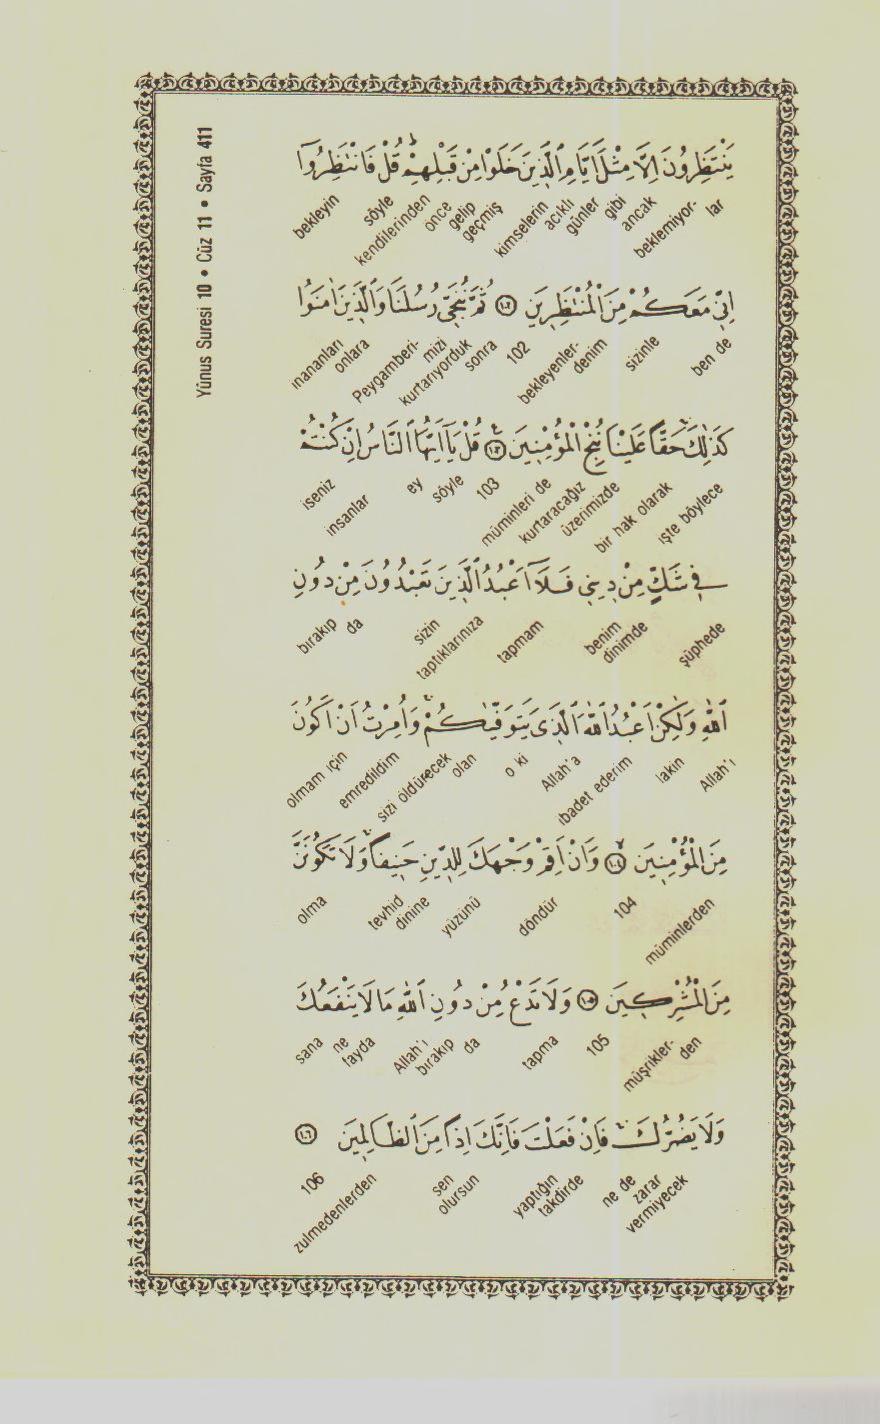 Yünus Suresi 10 • Cüz 11 • Sayfa 411
يَنْتَظِرُونَ اِلَّا مِثْلَ اَيَّامِ الَّذِينَ خَلَوْا مِنْ قَبْلِهِمْۜ قُلْ فَانْتَظِرُٓوا
beklemiyor- lar ancak gibi günler acıklı kimselerin gelip geçmiş önce kendilerinden söyle bekleyin
اِنّ۪ي مَعَكُمْ مِنَ الْمُنْتَظِر۪ينَ ﴿١٠٢﴾ ثُمَّ نُنَجّ۪ي رُسُلَنَا وَالَّذ۪ينَ اٰمَنُوا
ben de sizinle bekleyenler- denim 102 sonra kurtarıyorduk Peygamberi- mizi onlara inananları
كَذٰلِكَۚ حَقًّا عَلَيْنَا نُنْجِ الْمُؤْمِن۪ينَ۟ ﴿١٠٣﴾ قُلْ يَٓا اَيُّهَا النَّاسُ اِنْ كُنْتُمْ
işte böylece bir hak olarak üzerimizde kurtaracağız müminleri de 103 söyle ey insanlar iseniz
ف۪ي شَكٍّ مِنْ د۪ين۪ي فَلَٓا اَعْبُدُ الَّذ۪ينَ تَعْبُدُونَ مِنْ دُونِ
şüphede benim dinimde tapmam sizin taptıklarınıza da bırakıp
اللّٰهِ وَلٰكِنْ اَعْبُدُ اللّٰهَ الَّذ۪ي يَتَوَفّٰيكُمْۚ وَاُمِرْتُ اَنْ اَكُونَ
Allah'ı lakin ibadet ederim Allah'a o ki olan sizi öldürecek emredildim olmam için
مِنَ الْمُؤْمِن۪ينَۙ ﴿١٠٤﴾ وَاَنْ اَقِمْ وَجْهَكَ لِلدّ۪ينِ حَن۪يفًاۚ وَلَا تَكُونَنَّ
müminlerden 104 döndür yüzünü tevhid dinine olma
مِنَ الْمُشْرِك۪ينَ ﴿١٠٥﴾ وَلَا تَدْعُ مِنْ دُونِ اللّٰهِ مَا لَا يَنْفَعُكَ
müşrikler- den 105 tapma da Allah'ı bırakıp ne fayda sana
وَلَا يَضُرُّكَۚ فَاِنْ فَعَلْتَ فَاِنَّكَ اِذًا مِنَ الظَّالِم۪ينَ ﴿١٠٦﴾
ne de zarar vermiyecek yaptığın takdirde sen olursun zulmedenlerden 106